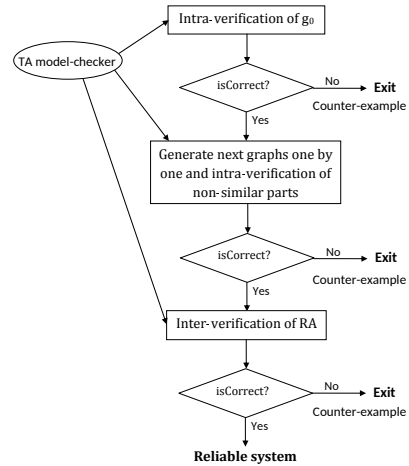 Intra-verification of g₀
TA model-checker
isCorrect?
No
Exit
Counter-example
Yes
Generate next graphs one by
one and intra-verification of
non-similar parts
isCorrect?
No
Exit
Counter-example
Yes
Inter-verification of RA
isCorrect?
No
Exit
Counter-example
Yes
Reliable system